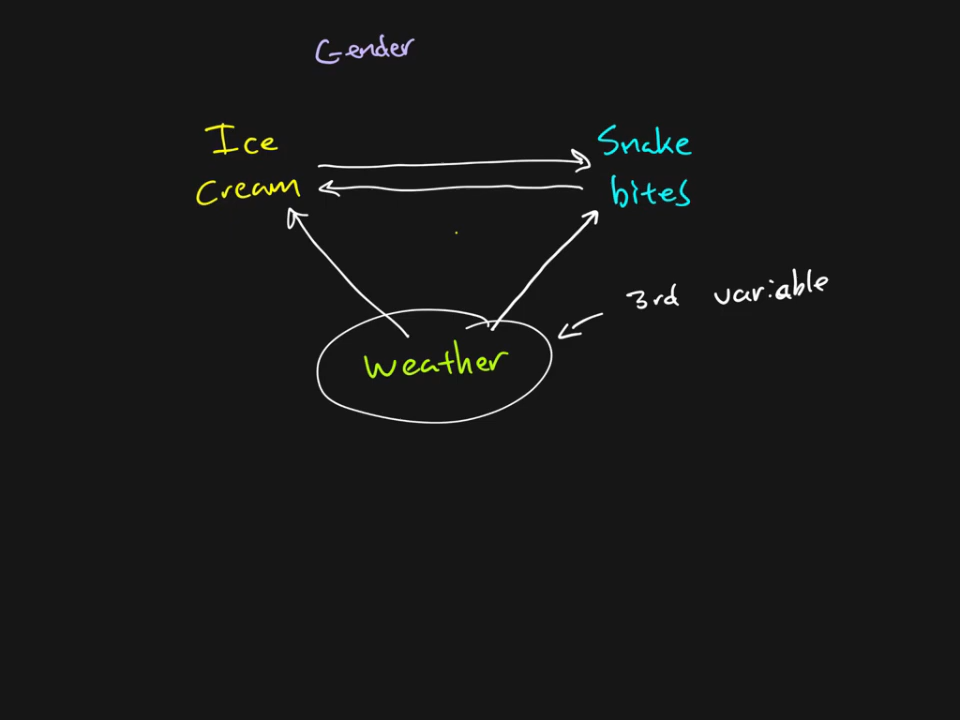 Gender
Ice
Cream
Snake
bites
3rd variable
Weather